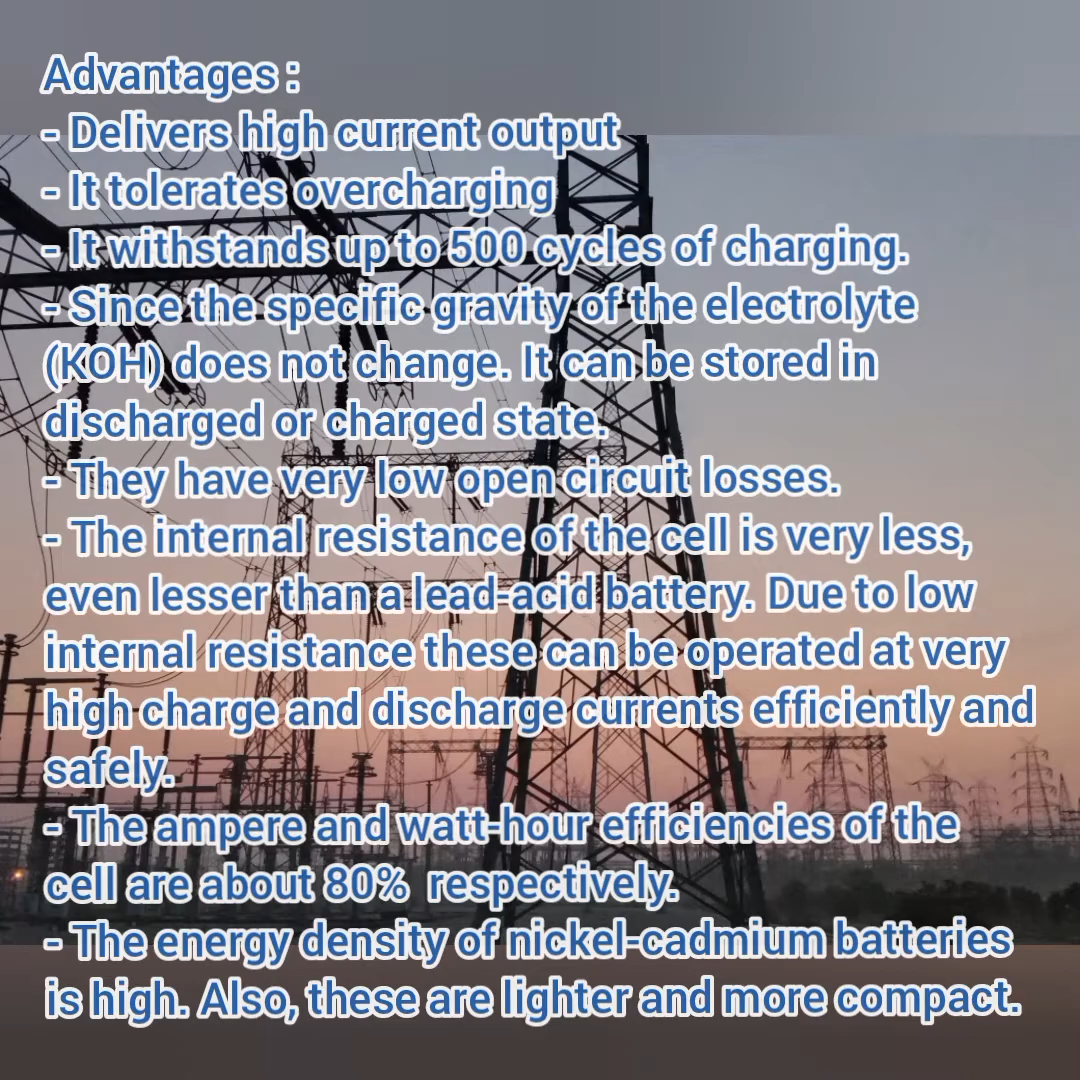 Advantages :
- Delivers high current output
- It tolerates overcharging
- It withstands up to 500 cycles of charging.
- Since the specific gravity of the electrolyte
(KOH) does not change. It can be stored in
discharged or charged state.
- They have very low open circuit losses.
- The internal resistance of the cell is very less,
even lesser than a lead-acid battery. Due to low
internal resistance these can be operated at very
high charge and discharge currents efficiently and
safely.
- The ampere and watt-hour efficiencies of the
cell are about 80%  respectively.
- The energy density of nickel-cadmium batteries
is high. Also, these are lighter and more compact.